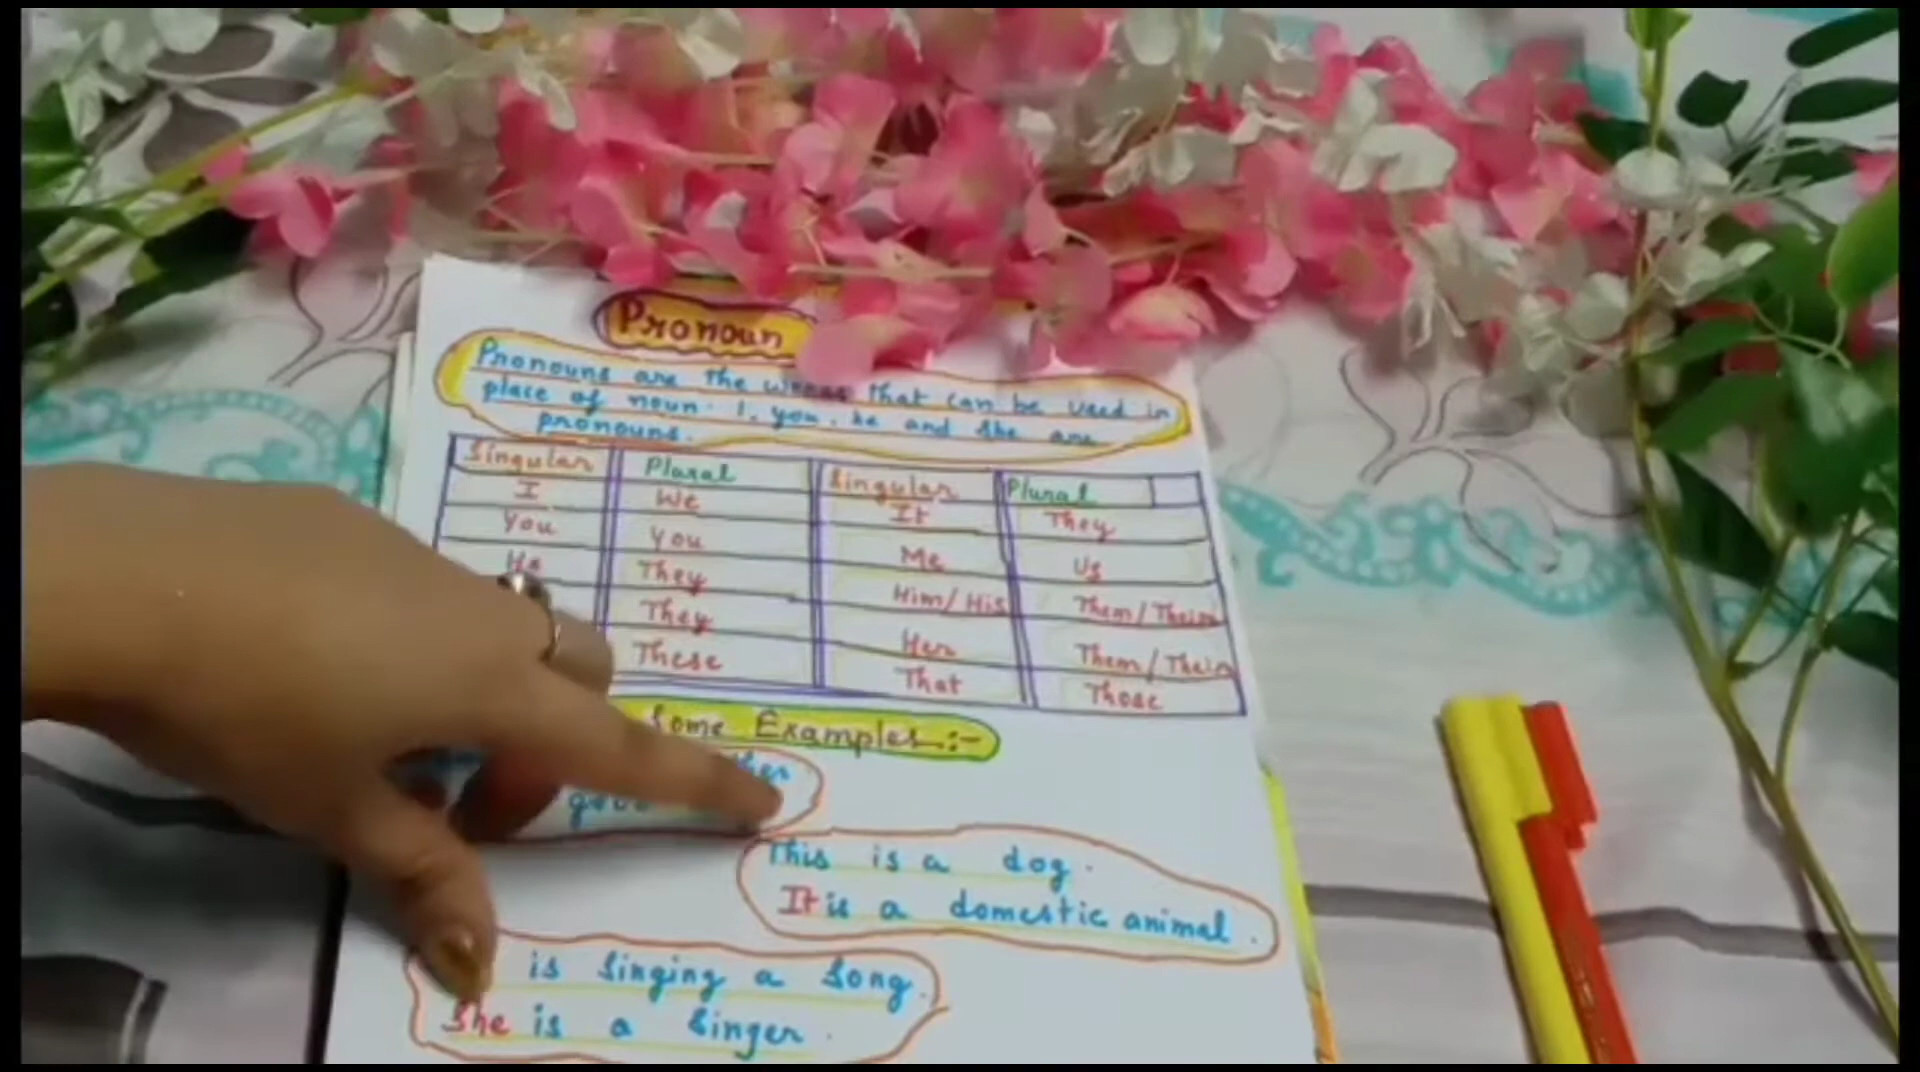 Pronoun
Pronouns are the words that can be used in
place of noun. I, you, he and she are
pronouns.
Singular Plural Singular Plural
I We It They
You You Me Us
He They Him/His Them/Their
They Her Them/Their
These That Those
Some Examples:-
This is a dog.
It is a domestic animal.
is singing a song.
She is a singer.